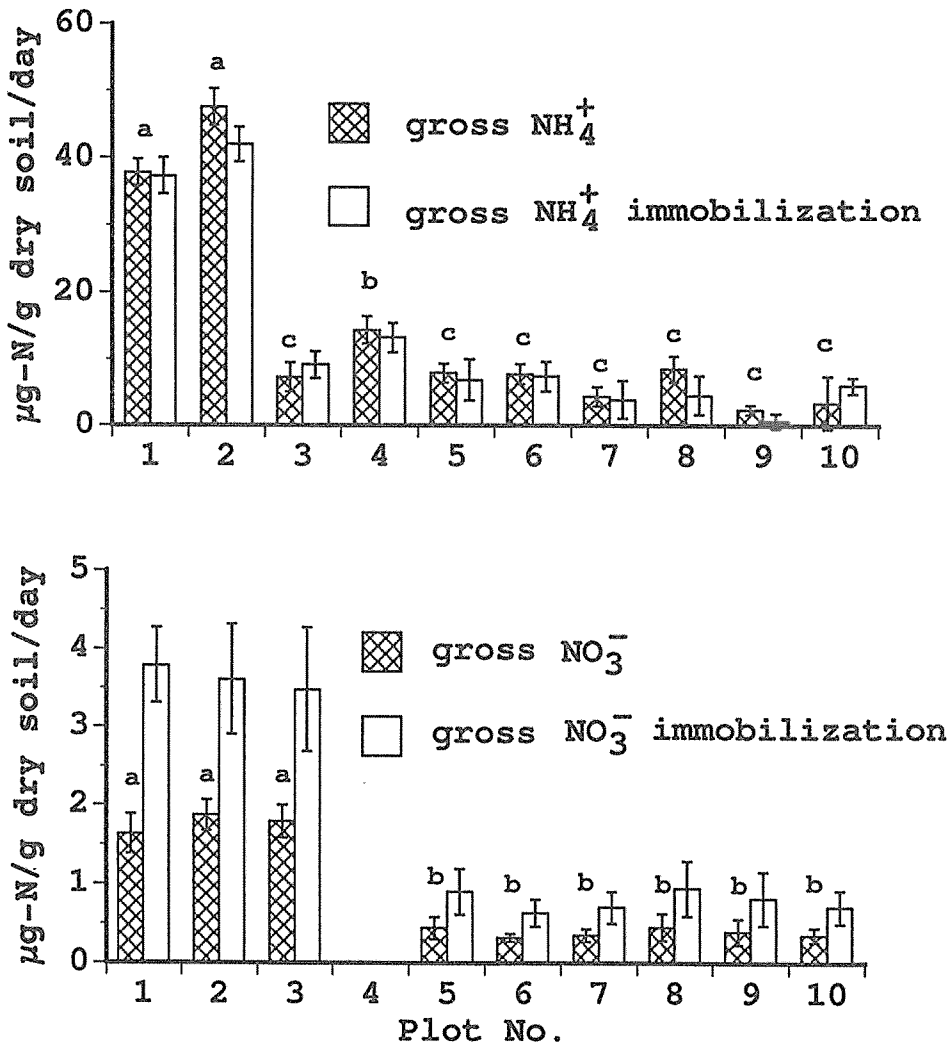 60
40
20
0
µg-N/g dry soil/day
a
a
c
b
c
c
c
c
c
c
gross NH₄⁺
gross NH₄⁺ immobilization
1 2 3 4 5 6 7 8 9 10
5
4
3
2
1
0
µg-N/g dry soil/day
a
a
a
b
b
b
b
b
b
gross NO₃⁻
gross NO₃⁻ immobilization
1 2 3 4 5 6 7 8 9 10
Plot No.